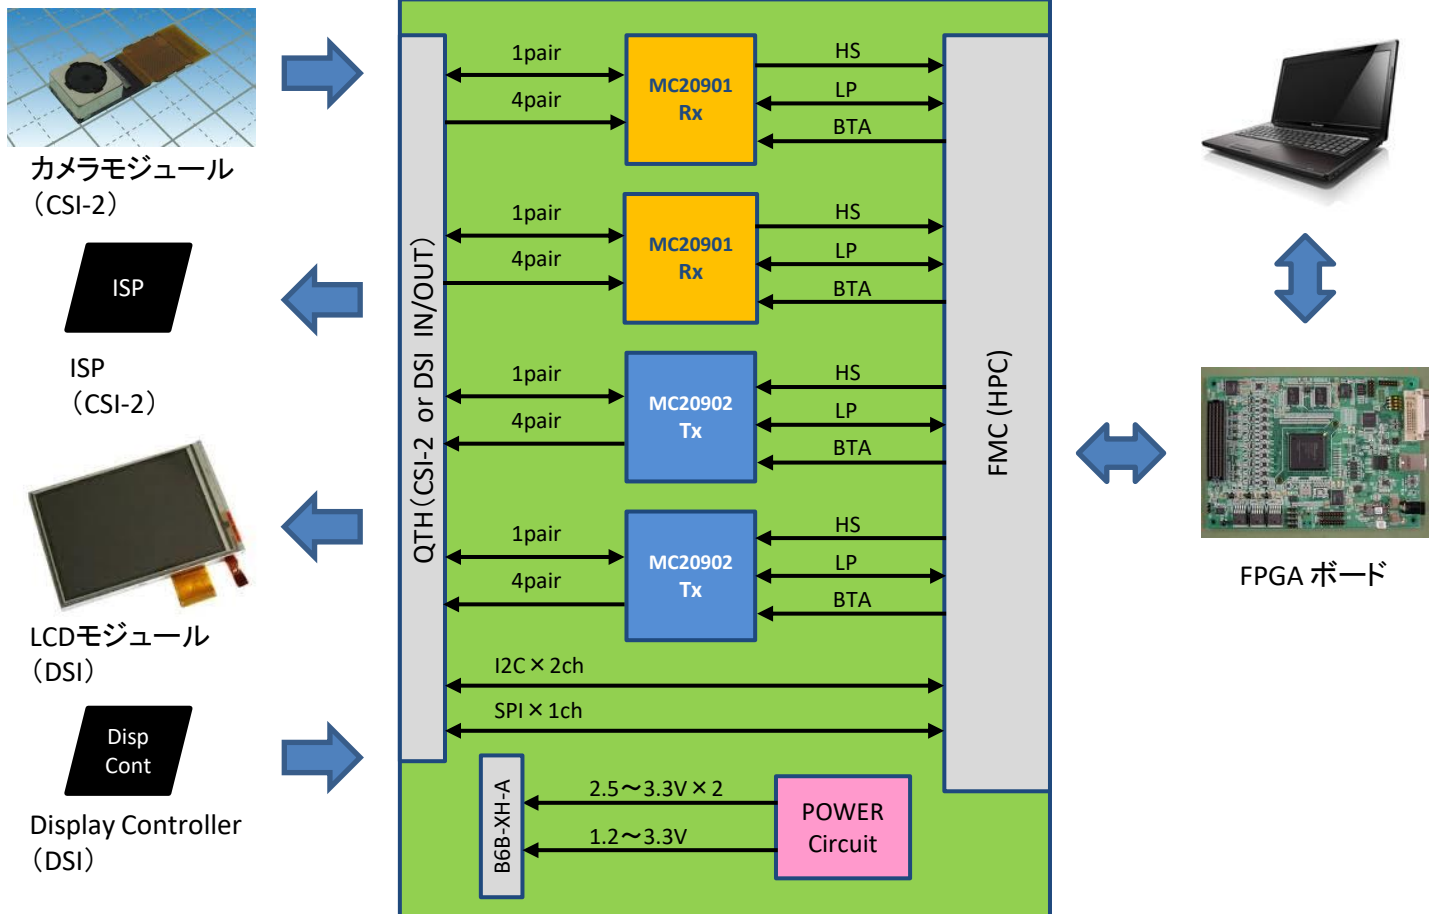 カメラモジュール
（CSI-2）
ISP
ISP
（CSI-2）
LCDモジュール
（DSI）
Disp
Cont
Display Controller
（DSI）
QTH（CSI-2 or DSI IN/OUT）
1pair
4pair
MC20901
Rx
HS
LP
BTA
1pair
4pair
MC20901
Rx
HS
LP
BTA
1pair
4pair
MC20902
Tx
HS
LP
BTA
1pair
4pair
MC20902
Tx
HS
LP
BTA
I2C×2ch
SPI×1ch
B6B-XH-A
2.5～3.3V×2
1.2～3.3V
POWER
Circuit
FMC (HPC)
FPGA ボード